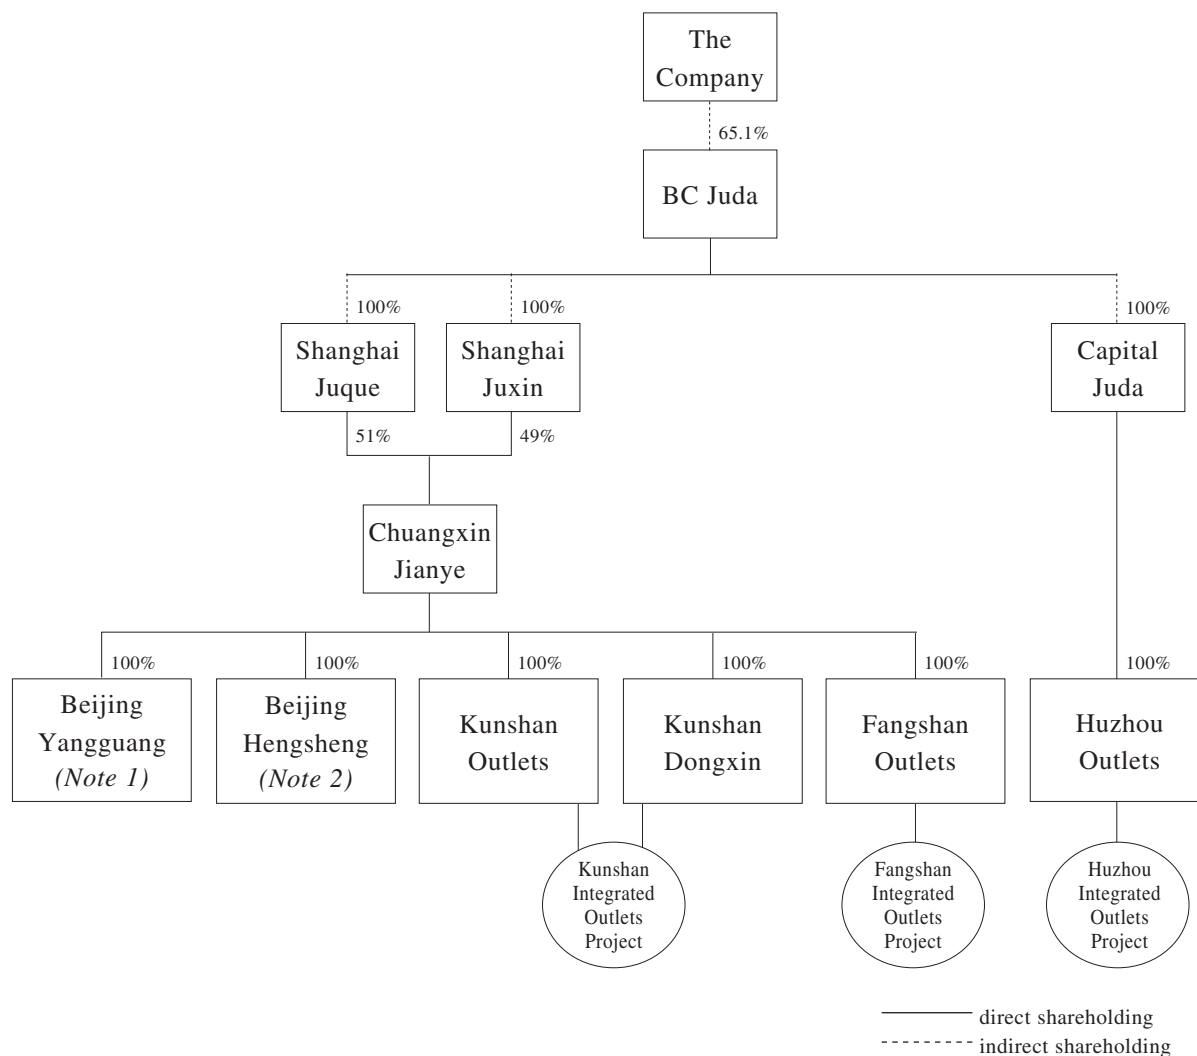 The
Company
65.1%
BC Juda
100%
100%
100%
Shanghai
Juque
Shanghai
Juxin
Capital
Juda
51%
49%
Chuangxin
Jianye
100%
100%
100%
100%
100%
100%
Beijing
Yangguang
(Note 1)
Beijing
Hengsheng
(Note 2)
Kunshan
Outlets
Kunshan
Dongxin
Fangshan
Outlets
Huzhou
Outlets
Kunshan
Integrated
Outlets
Project
Fangshan
Integrated
Outlets
Project
Huzhou
Integrated
Outlets
Project
direct shareholding
indirect shareholding